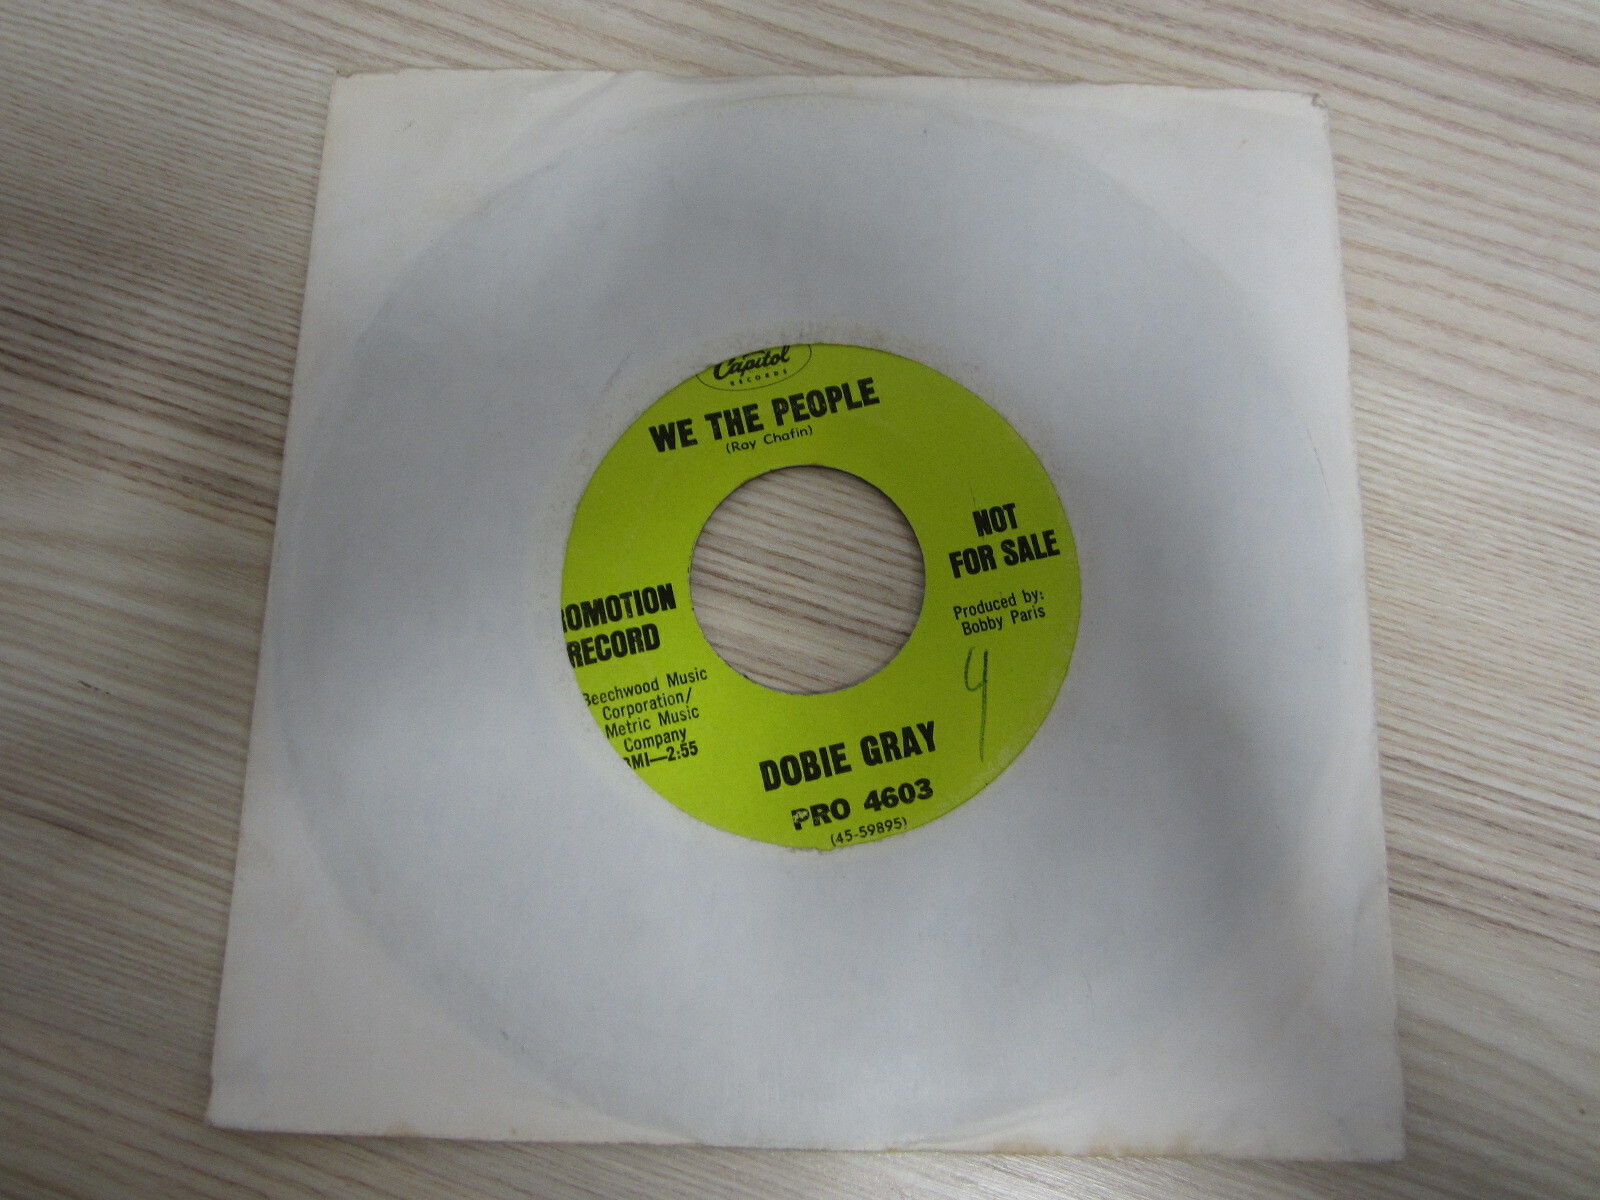 Capitol
RECORDS
WE THE PEOPLE
(Ray Chafin)
NOT
FOR SALE
Produced by:
Bobby Paris
ROMOTION
RECORD
Beechwood Music
Corporation/
Metric Music
Company
BMI—2:55
4
DOBIE GRAY
PRO 4603
(45-59895)